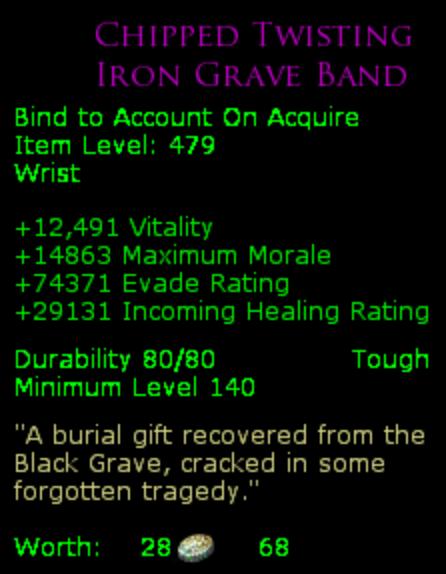 Chipped Twisting
Iron Grave Band
Bind to Account On Acquire
Item Level: 479
Wrist
+12,491 Vitality
+14863 Maximum Morale
+74371 Evade Rating
+29131 Incoming Healing Rating
Durability 80/80 Tough
Minimum Level 140
"A burial gift recovered from the
Black Grave, cracked in some
forgotten tragedy."
Worth: 28 68